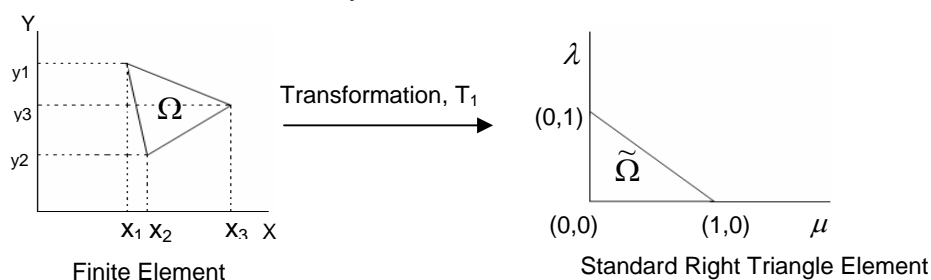 Y
y1
y3
y2
Ω
x₁ x₂ x₃ X
Finite Element
Transformation, T₁
λ
(0,1)
Ω̃
(0,0) (1,0) μ
Standard Right Triangle Element